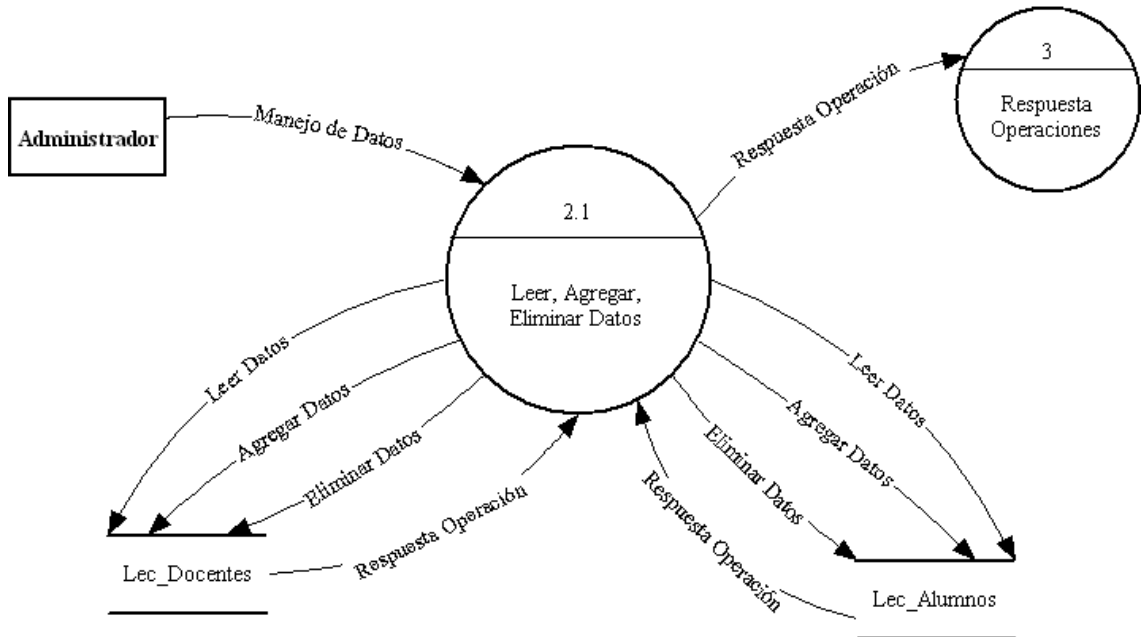 Administrador
Manejo de Datos
2.1
Leer, Agregar,
Eliminar Datos
Respuesta Operación
3
Respuesta
Operaciones
Leer Datos
Agregar Datos
Eliminar Datos
Respuesta Operación
Lec_Docentes
Leer Datos
Agregar Datos
Eliminar Datos
Respuesta Operación
Lec_Alumnos